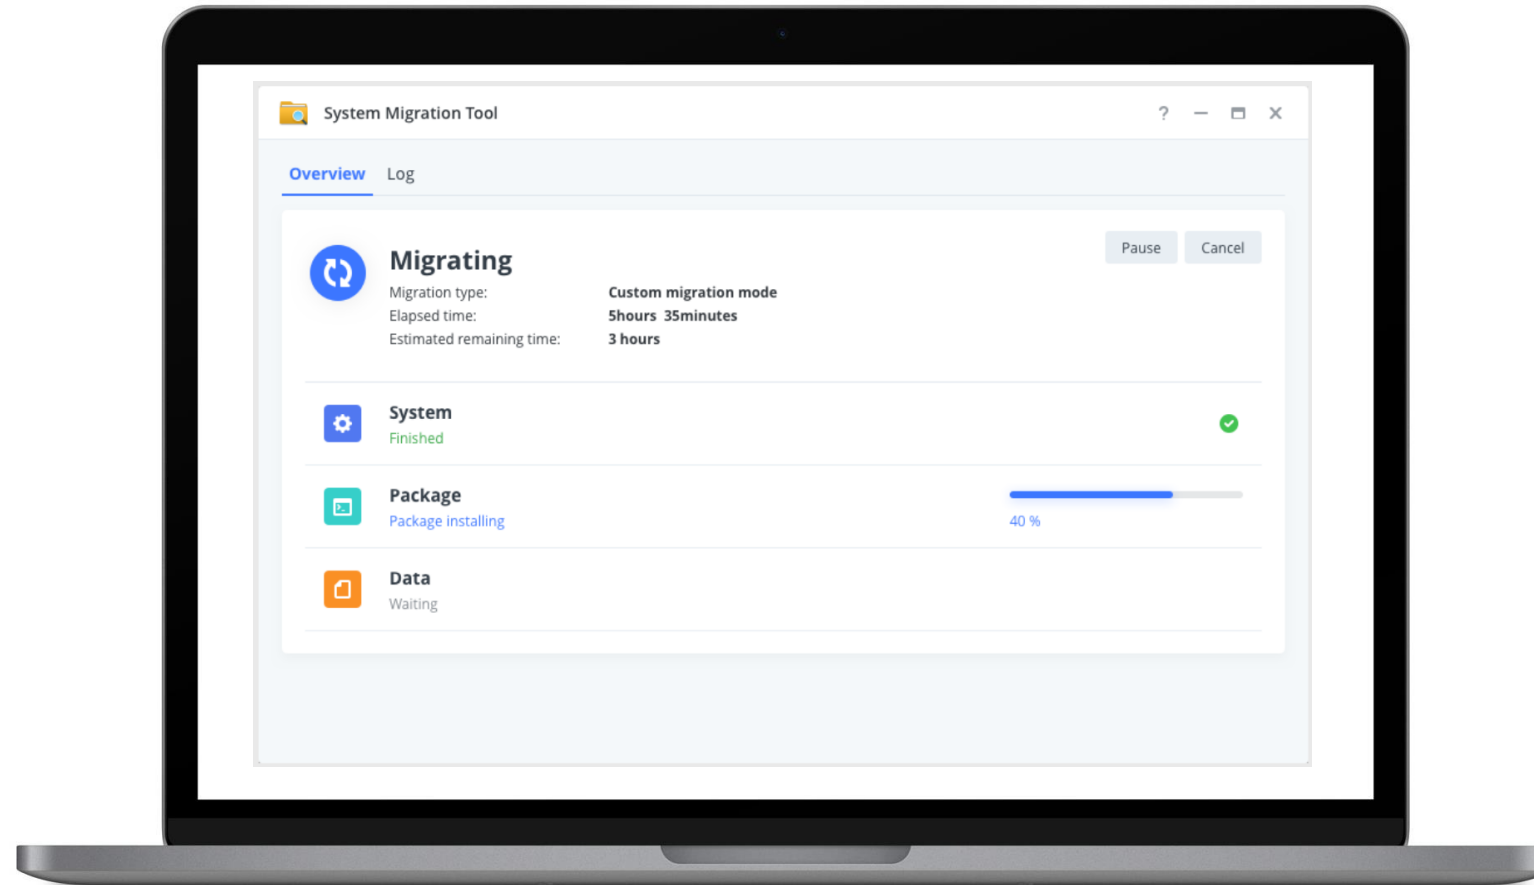 System Migration Tool
Overview Log
Migrating
Pause Cancel
Migration type: Custom migration mode
Elapsed time: 5hours 35minutes
Estimated remaining time: 3 hours
System
Finished
Package
Package installing
40 %
Data
Waiting